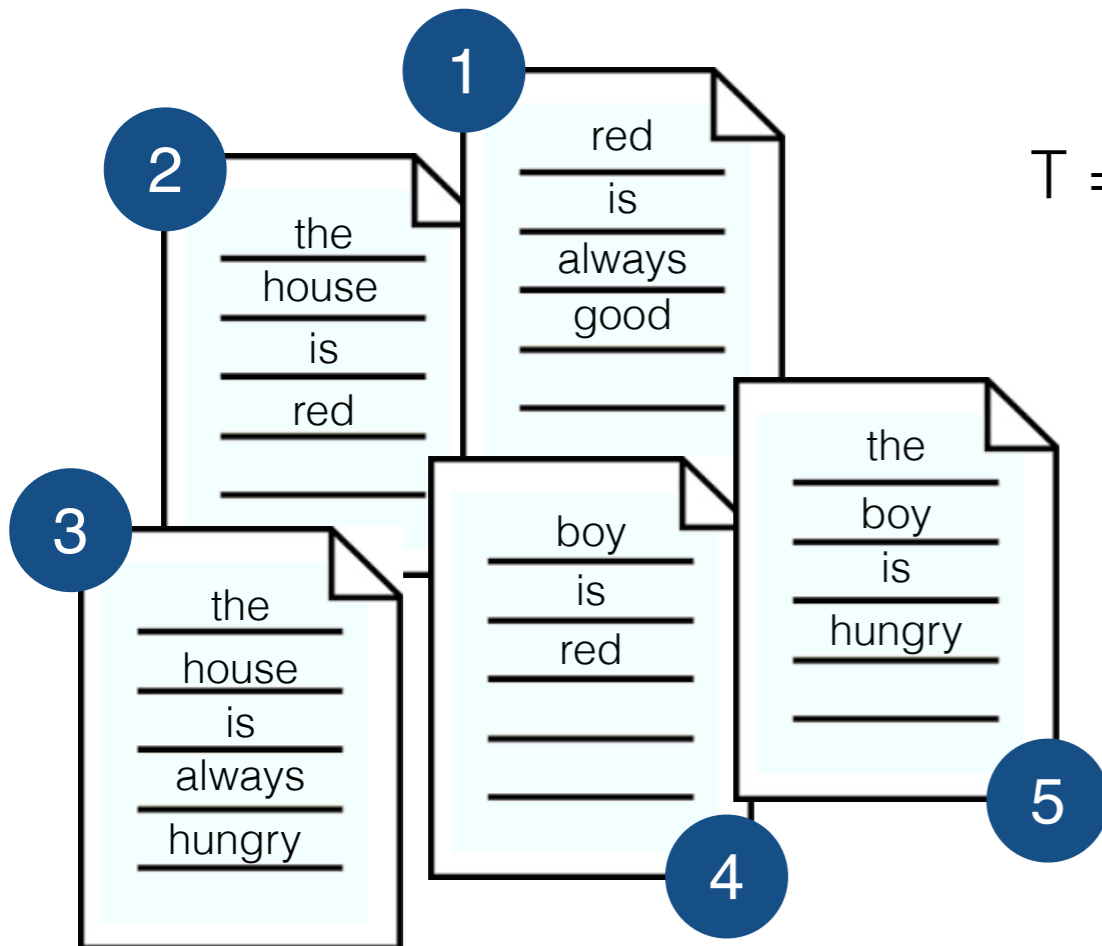 1
red
is
always
good
2
the
house
is
red
3
the
house
is
always
hungry
4
boy
is
red
5
the
boy
is
hungry
T =